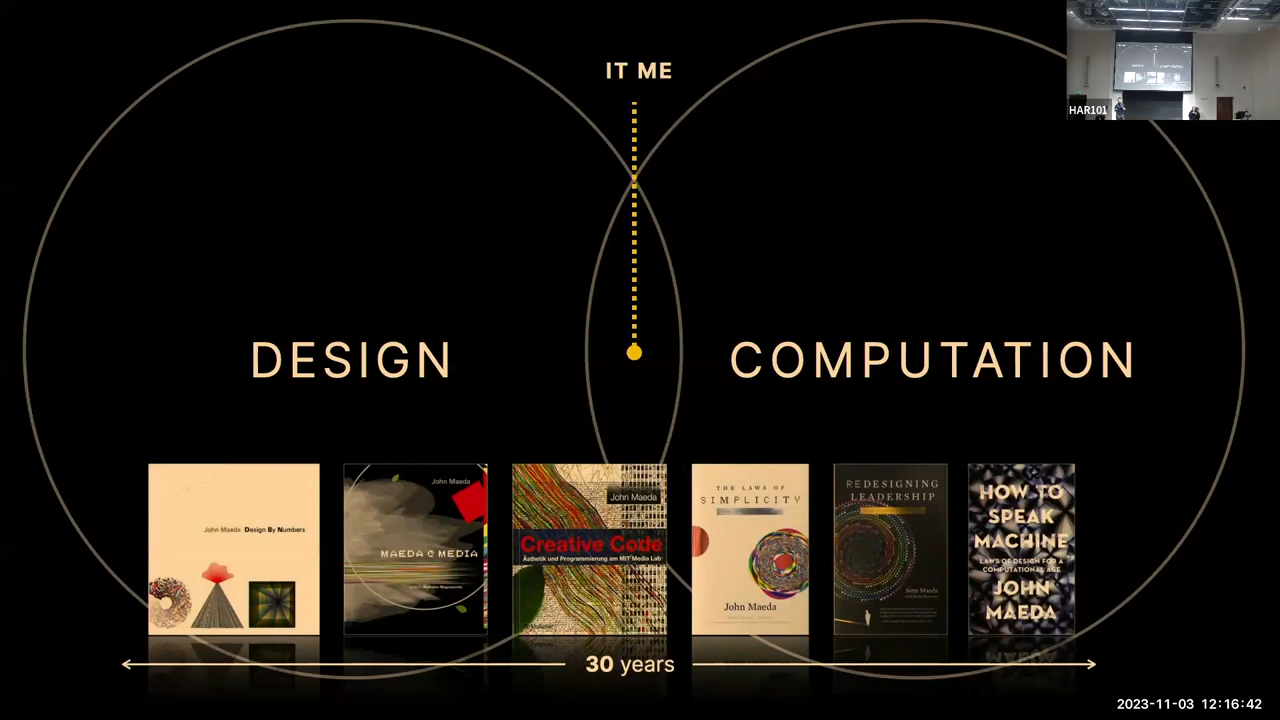 IT ME
HAR101
DESIGN
COMPUTATION
John Maeda Design By Numbers
John Maeda
MAEDA @ MEDIA
John Maeda
Creative Code
Ästhetik und Programmierung am MIT Media Lab
THE LAWS OF
SIMPLICITY
John Maeda
REDESIGNING
LEADERSHIP
John Maeda
HOW TO
SPEAK
MACHINE
LAWS OF DESIGN FOR A
COMPUTATIONAL AGE
JOHN
MAEDA
30 years
2023-11-03 12:16:42